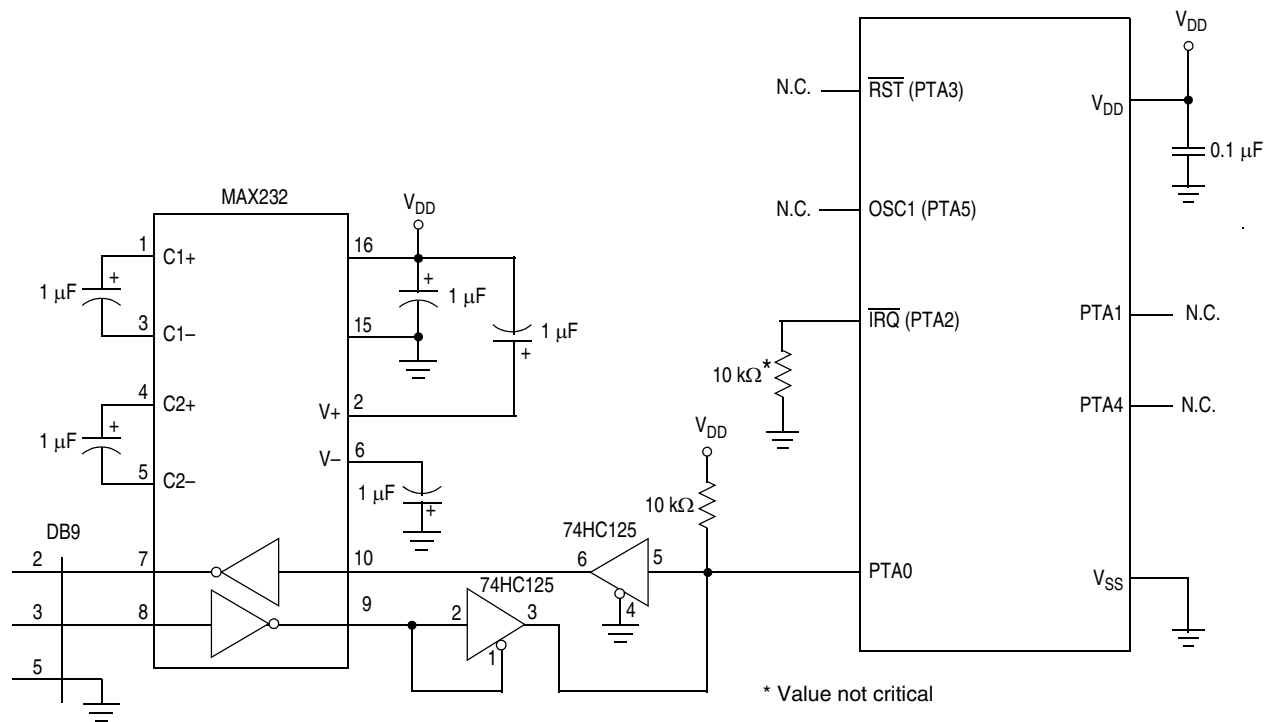 V_DD
N.C.
R̅S̅T̅ (PTA3)
V_DD
0.1 µF
MAX232
V_DD
N.C.
OSC1 (PTA5)
1
C1+
16
+
1 µF
+
1 µF
3
C1–
15
1 µF
+
I̅R̅Q̅ (PTA2)
PTA1
N.C.
10 kΩ*
4
C2+
V+
2
PTA4
N.C.
+
1 µF
V–
6
V_DD
5
C2–
1 µF
+
10 kΩ
DB9
74HC125
2
7
10
6
5
PTA0
V_SS
74HC125
4
3
8
9
2
3
1
5
* Value not critical